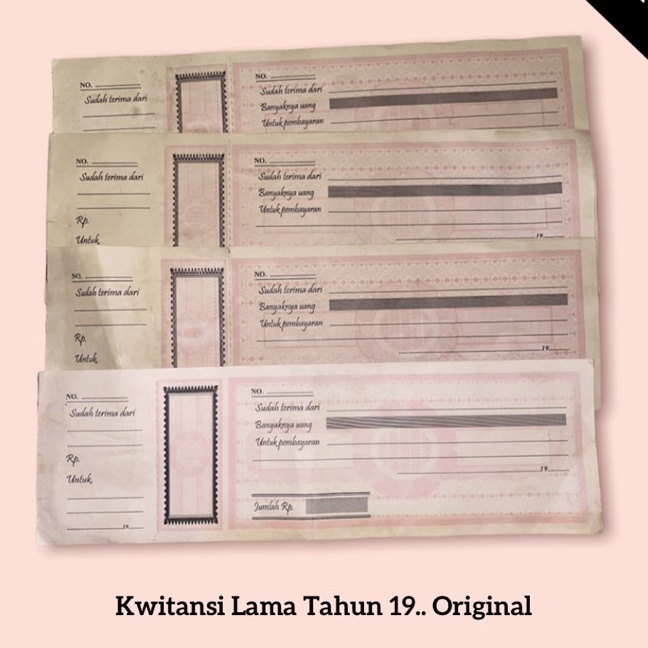 NO.
Sudah terima dari
NO.
Sudah terima dari
Banyaknya uang
Untuk pembayaran
NO.
Sudah terima dari
Rp.
Untuk
NO.
Sudah terima dari
Banyaknya uang
Untuk pembayaran
19
NO.
Sudah terima dari
Rp.
Untuk
NO.
Sudah terima dari
Banyaknya uang
Untuk pembayaran
19
NO.
Sudah terima dari
Rp.
Untuk
19
NO.
Sudah terima dari
Banyaknya uang
Untuk pembayaran
19
Jumlah Rp.
Kwitansi Lama Tahun 19.. Original